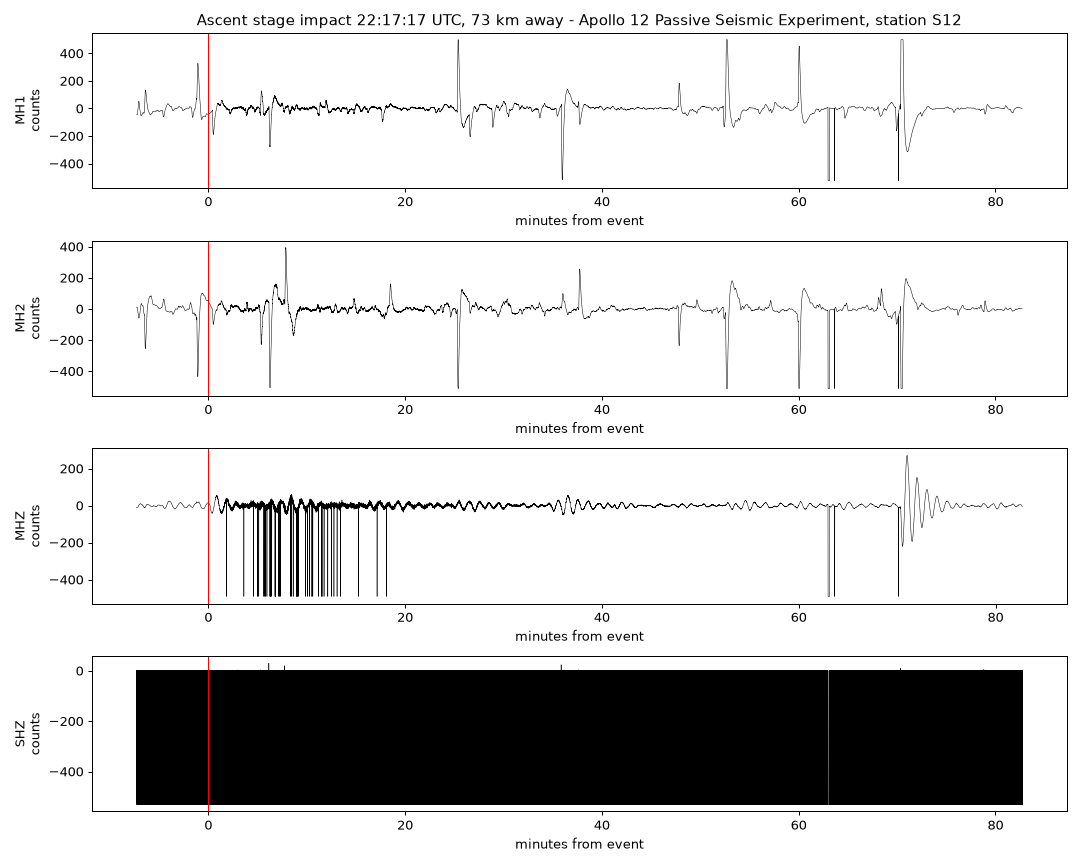 Ascent stage impact 22:17:17 UTC, 73 km away - Apollo 12 Passive Seismic Experiment, station S12
MH1
counts
400
200
0
−200
−400
0 20 40 60 80
minutes from event
MH2
counts
400
200
0
−200
−400
0 20 40 60 80
minutes from event
MHZ
counts
200
0
−200
−400
0 20 40 60 80
minutes from event
SHZ
counts
0
−200
−400
0 20 40 60 80
minutes from event